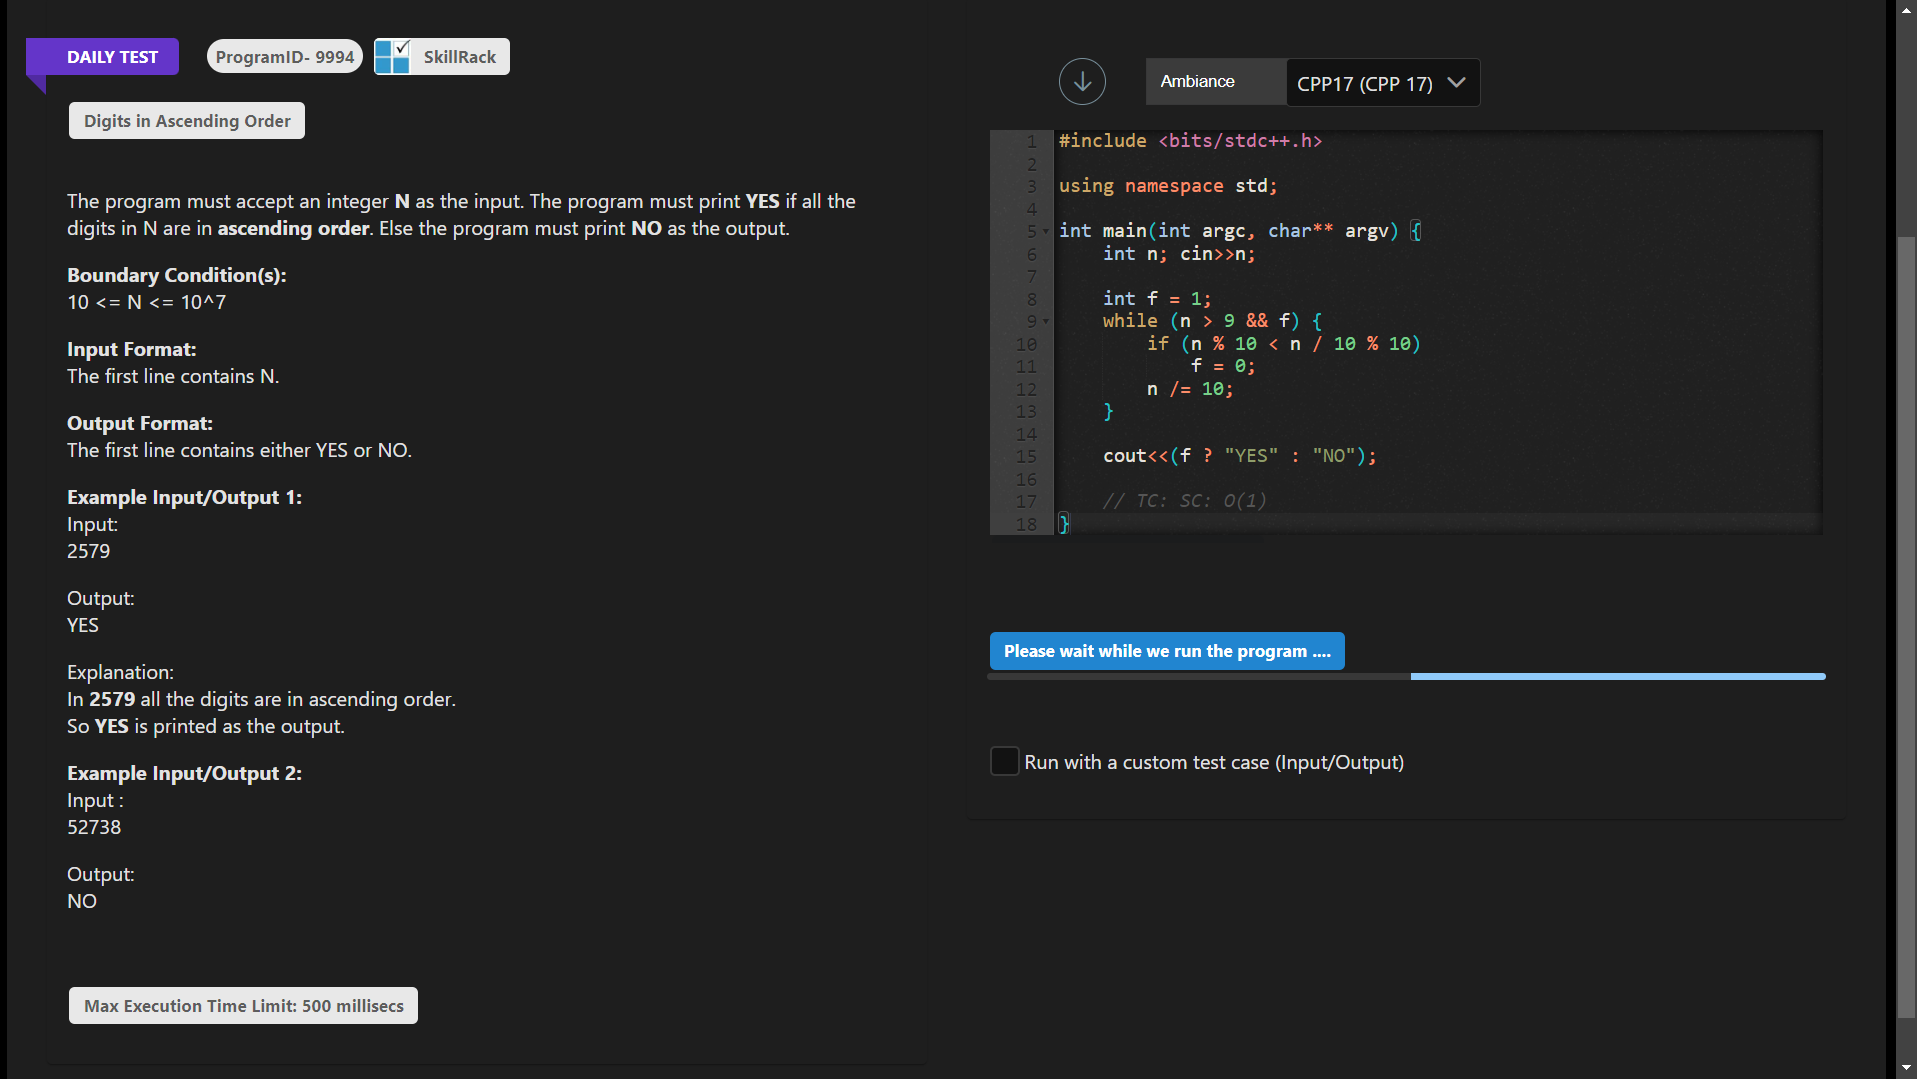 DAILY TEST
ProgramID- 9994
SkillRack
Digits in Ascending Order
The program must accept an integer N as the input. The program must print YES if all the
digits in N are in ascending order. Else the program must print NO as the output.
Boundary Condition(s):
10 <= N <= 10^7
Input Format:
The first line contains N.
Output Format:
The first line contains either YES or NO.
Example Input/Output 1:
Input:
2579
Output:
YES
Explanation:
In 2579 all the digits are in ascending order.
So YES is printed as the output.
Example Input/Output 2:
Input :
52738
Output:
NO
Max Execution Time Limit: 500 millisecs
Ambiance
CPP17 (CPP 17)
1 #include <bits/stdc++.h>
2
3 using namespace std;
4
5 int main(int argc, char** argv) {
6     int n; cin>>n;
7
8     int f = 1;
9     while (n > 9 && f) {
10         if (n % 10 < n / 10 % 10)
11             f = 0;
12         n /= 10;
13     }
14
15     cout<<(f ? "YES" : "NO");
16
17     // TC: SC: O(1)
18 }
Please wait while we run the program ....
Run with a custom test case (Input/Output)